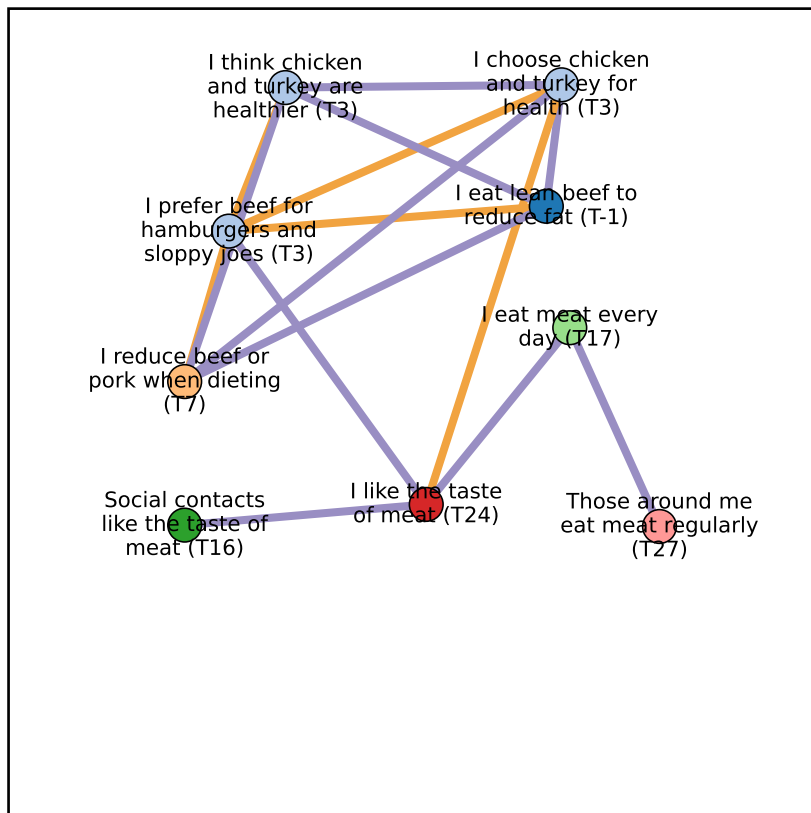 I think chicken
and turkey are
healthier (T3)
I choose chicken
and turkey for
health (T3)
I prefer beef for
hamburgers and
sloppy joes (T3)
I eat lean beef to
reduce fat (T-1)
I eat meat every
day (T17)
I reduce beef or
pork when dieting
(T7)
Social contacts
like the taste of
meat (T16)
I like the taste
of meat (T24)
Those around me
eat meat regularly
(T27)